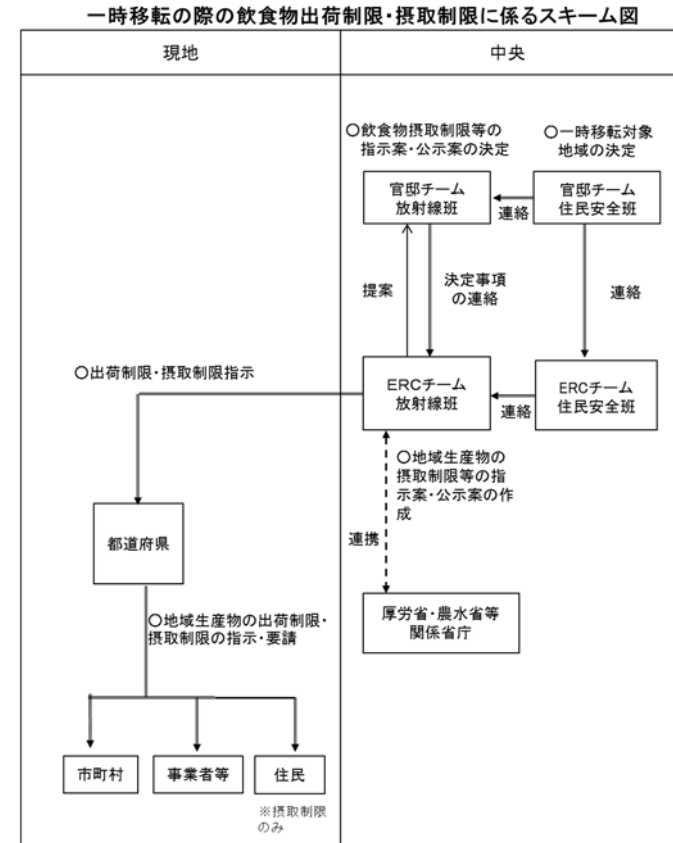 一時移転の際の飲食物出荷制限・摂取制限に係るスキーム図
現地
中央
〇飲食物摂取制限等の
指示案・公示案の決定
〇一時移転対象
地域の決定
官邸チーム
放射線班
連絡
官邸チーム
住民安全班
提案
決定事項
の連絡
連絡
〇出荷制限・摂取制限指示
ERCチーム
放射線班
連絡
ERCチーム
住民安全班
〇地域生産物の
摂取制限等の指
示案・公示案の作
成
連携
都道府県
厚労省・農水省等
関係省庁
〇地域生産物の出荷制限・
摂取制限の指示・要請
市町村
事業者等
住民
※摂取制限
のみ